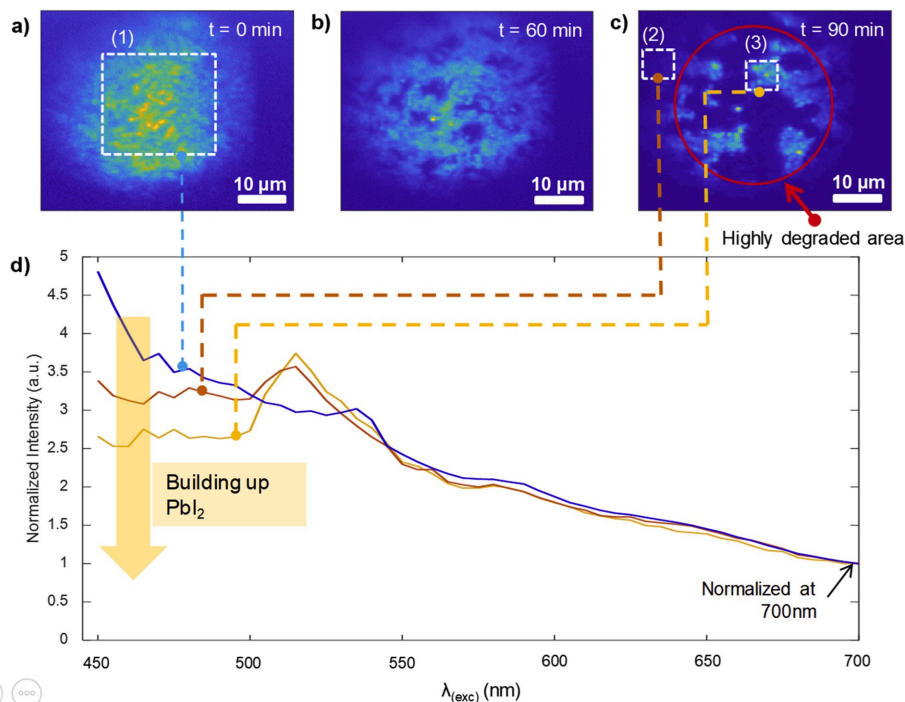 a)
(1)
t = 0 min
10 µm
b)
t = 60 min
10 µm
c)
(2)
(3)
t = 90 min
10 µm
Highly degraded area
d)
5
4.5
4
3.5
3
2.5
2
1.5
1
0.5
0
Normalized Intensity (a.u.)
Building up
PbI₂
Normalized at
700nm
450
500
550
600
650
700
λ(exc) (nm)